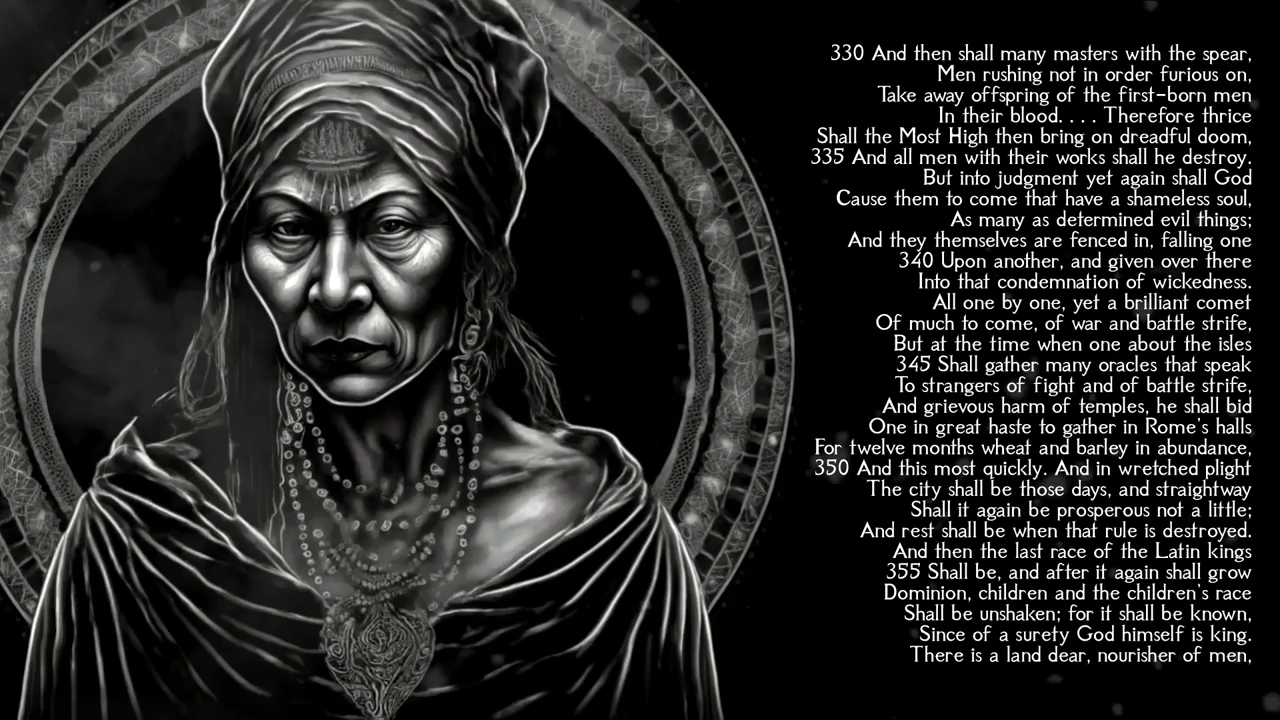 330 And then shall many masters with the spear,
Men rushing not in order furious on,
Take away offspring of the first-born men
In their blood. . . . Therefore thrice
Shall the Most High then bring on dreadful doom,
335 And all men with their works shall he destroy.
But into judgment yet again shall God
Cause them to come that have a shameless soul,
As many as determined evil things;
And they themselves are fenced in, falling one
340 Upon another, and given over there
Into that condemnation of wickedness.
All one by one, yet a brilliant comet
Of much to come, of war and battle strife,
But at the time when one about the isles
345 Shall gather many oracles that speak
To strangers of fight and of battle strife,
And grievous harm of temples, he shall bid
One in great haste to gather in Rome's halls
For twelve months wheat and barley in abundance,
350 And this most quickly. And in wretched plight
The city shall be those days, and straightway
Shall it again be prosperous not a little;
And rest shall be when that rule is destroyed.
And then the last race of the Latin kings
355 Shall be, and after it again shall grow
Dominion, children and the children's race
Shall be unshaken; for it shall be known,
Since of a surety God himself is king.
There is a land dear, nourisher of men,